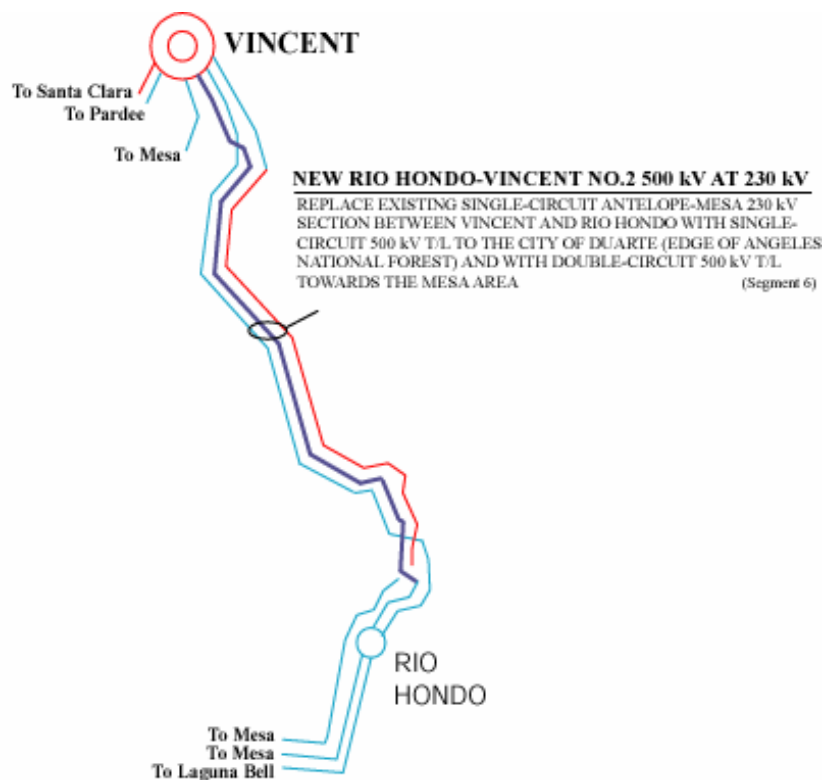 VINCENT
To Santa Clara
To Pardee
To Mesa
NEW RIO HONDO-VINCENT NO.2 500 kV AT 230 kV
REPLACE EXISTING SINGLE-CIRCUIT ANTELOPE-MESA 230 kV
SECTION BETWEEN VINCENT AND RIO HONDO WITH SINGLE-
CIRCUIT 500 kV T/L TO THE CITY OF DUARTE (EDGE OF ANGELES
NATIONAL FOREST) AND WITH DOUBLE-CIRCUIT 500 kV T/L
TOWARDS THE MESA AREA (Segment 6)
RIO
HONDO
To Mesa
To Mesa
To Laguna Bell